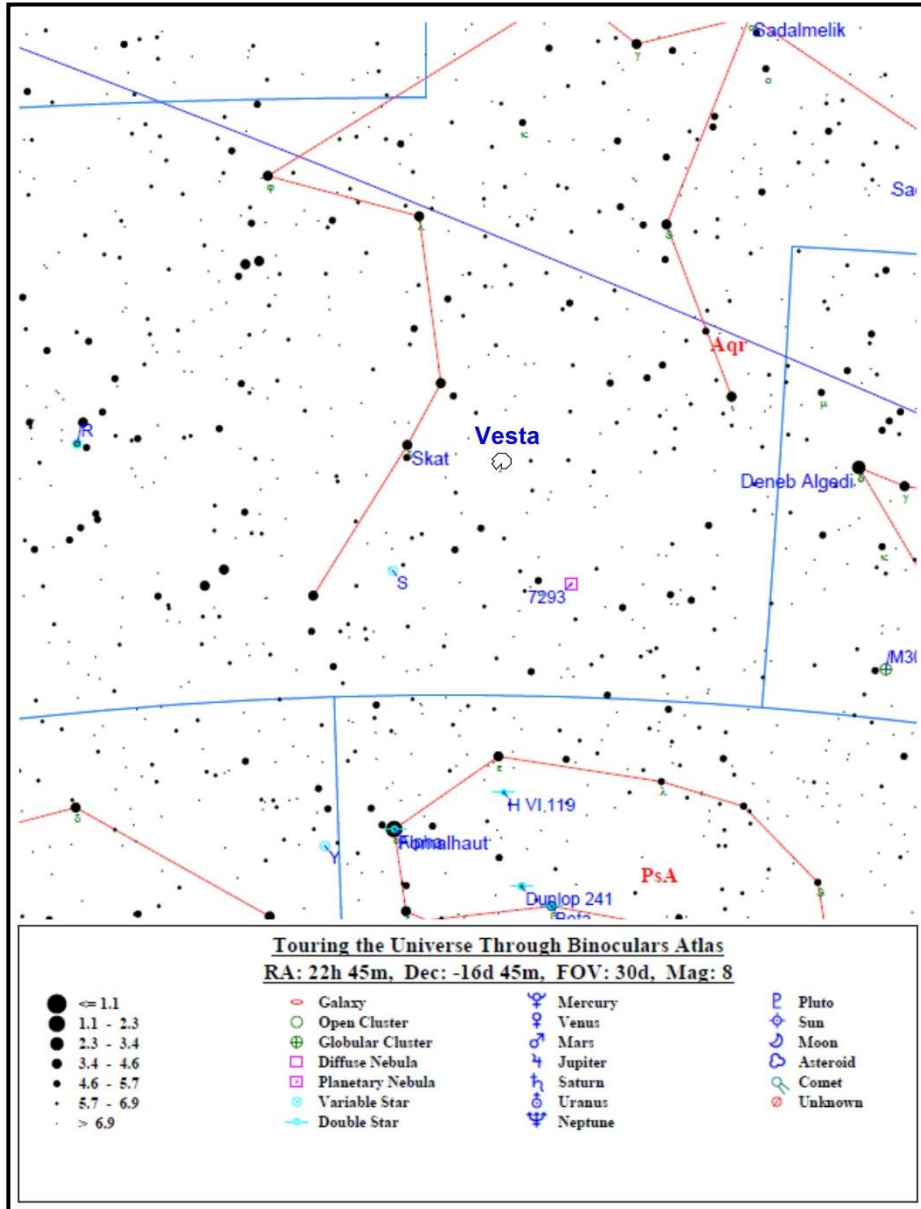 Sadalmelik
γ
ο
κ
φ
λ
Sa
Aqr
ι
μ
R
Vesta
Skat
Deneb Algedi
δ
γ
κ
S
7293
M30
ε
λ
H VI,119
δ
Fomalhaut
Y
PsA
Dunlop 241
Beta
Touring the Universe Through Binoculars Atlas
RA: 22h 45m, Dec: -16d 45m, FOV: 30d, Mag: 8
<= 1.1
1.1 - 2.3
2.3 - 3.4
3.4 - 4.6
4.6 - 5.7
5.7 - 6.9
> 6.9
Galaxy
Open Cluster
Globular Cluster
Diffuse Nebula
Planetary Nebula
Variable Star
Double Star
Mercury
Venus
Mars
Jupiter
Saturn
Uranus
Neptune
Pluto
Sun
Moon
Asteroid
Comet
Unknown